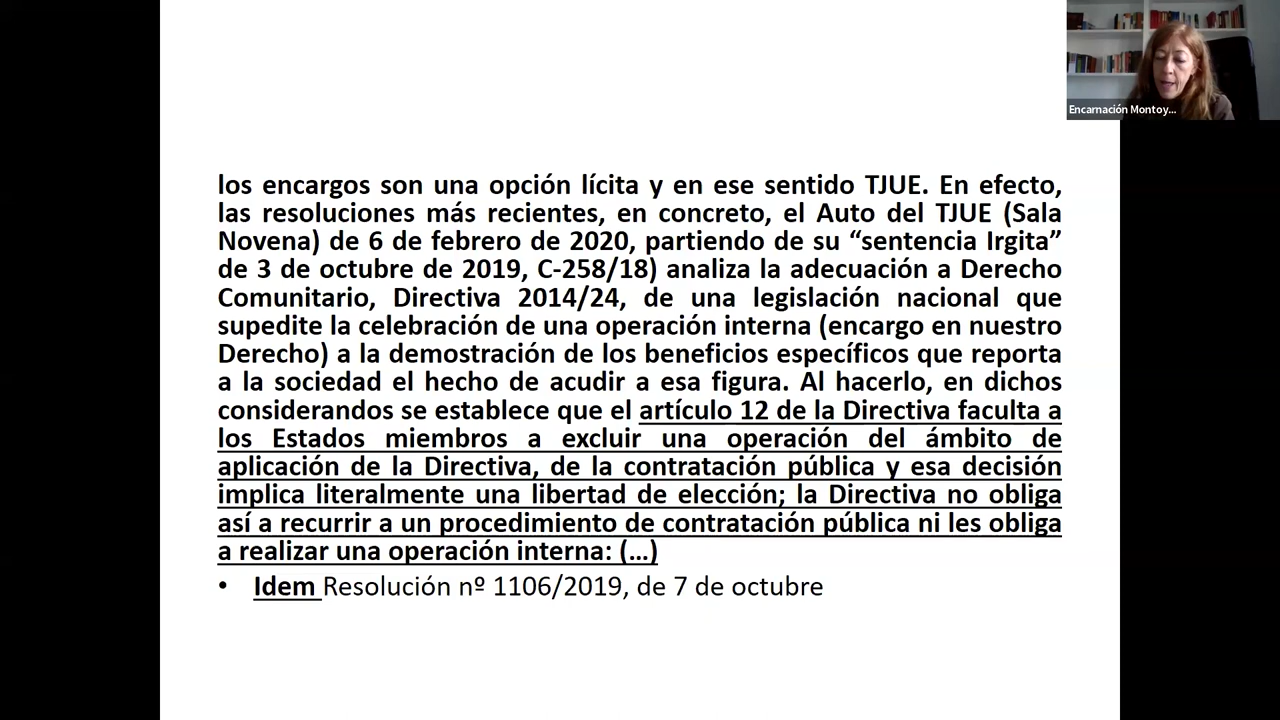 Encarnación Montoy...
los encargos son una opción lícita y en ese sentido TJUE. En efecto,
las resoluciones más recientes, en concreto, el Auto del TJUE (Sala
Novena) de 6 de febrero de 2020, partiendo de su “sentencia Irgita”
de 3 de octubre de 2019, C-258/18) analiza la adecuación a Derecho
Comunitario, Directiva 2014/24, de una legislación nacional que
supedite la celebración de una operación interna (encargo en nuestro
Derecho) a la demostración de los beneficios específicos que reporta
a la sociedad el hecho de acudir a esa figura. Al hacerlo, en dichos
considerandos se establece que el artículo 12 de la Directiva faculta a
los Estados miembros a excluir una operación del ámbito de
aplicación de la Directiva, de la contratación pública y esa decisión
implica literalmente una libertad de elección; la Directiva no obliga
así a recurrir a un procedimiento de contratación pública ni les obliga
a realizar una operación interna: (...)
• Idem Resolución nº 1106/2019, de 7 de octubre